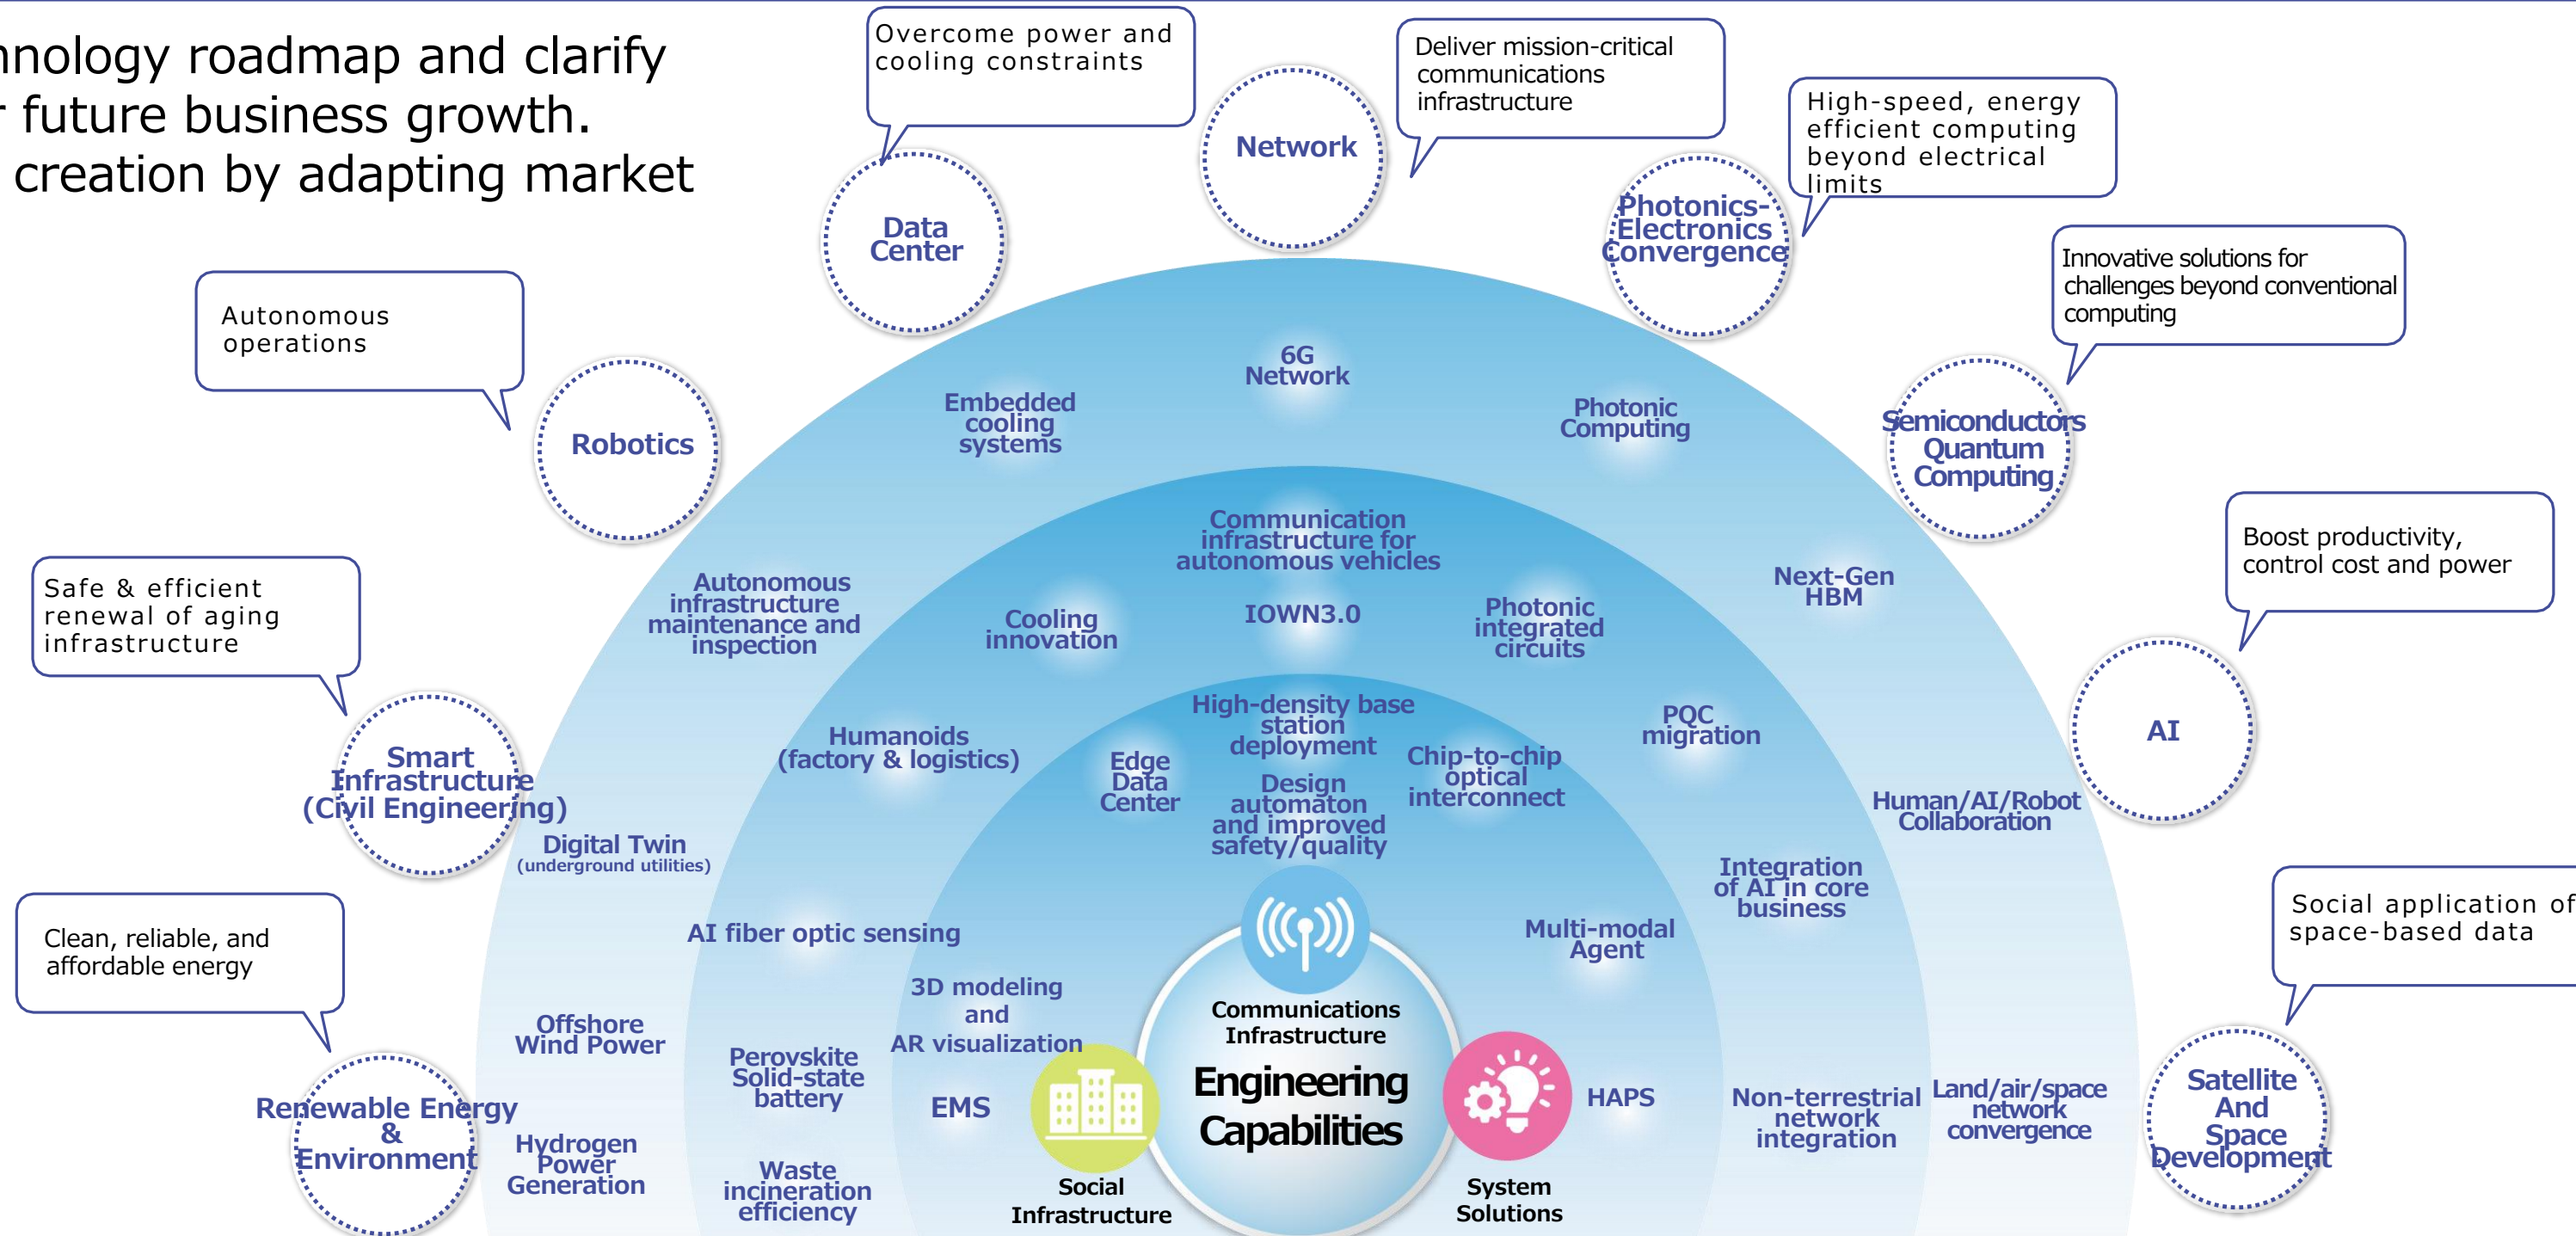 hnology roadmap and clarify
r future business growth.
creation by adapting market
Overcome power and
cooling constraints
Deliver mission-critical
communications
infrastructure
High-speed, energy
efficient computing
beyond electrical
limits
Innovative solutions for
challenges beyond conventional
computing
Boost productivity,
control cost and power
Social application of
space-based data
Autonomous
operations
Safe & efficient
renewal of aging
infrastructure
Clean, reliable, and
affordable energy
Network
Data
Center
Photonics-
Electronics
Convergence
Robotics
Semiconductors
Quantum
Computing
Smart
Infrastructure
(Civil Engineering)
AI
Renewable Energy
&
Environment
Satellite
And
Space
Development
6G
Network
Embedded
cooling
systems
Photonic
Computing
Autonomous
infrastructure
maintenance and
inspection
Next-Gen
HBM
Digital Twin
(underground utilities)
Human/AI/Robot
Collaboration
Offshore
Wind Power
Hydrogen
Power
Generation
Land/air/space
network
convergence
Communication
infrastructure for
autonomous vehicles
IOWN3.0
Cooling
innovation
Photonic
integrated
circuits
Humanoids
(factory & logistics)
PQC
migration
AI fiber optic sensing
Integration
of AI in core
business
Perovskite
Solid-state
battery
Waste
incineration
efficiency
Non-terrestrial
network
integration
High-density base
station
deployment
Design
automaton
and improved
safety/quality
Edge
Data
Center
Chip-to-chip
optical
interconnect
3D modeling
and
AR visualization
Multi-modal
Agent
EMS
HAPS
Communications
Infrastructure
Engineering
Capabilities
Social
Infrastructure
System
Solutions